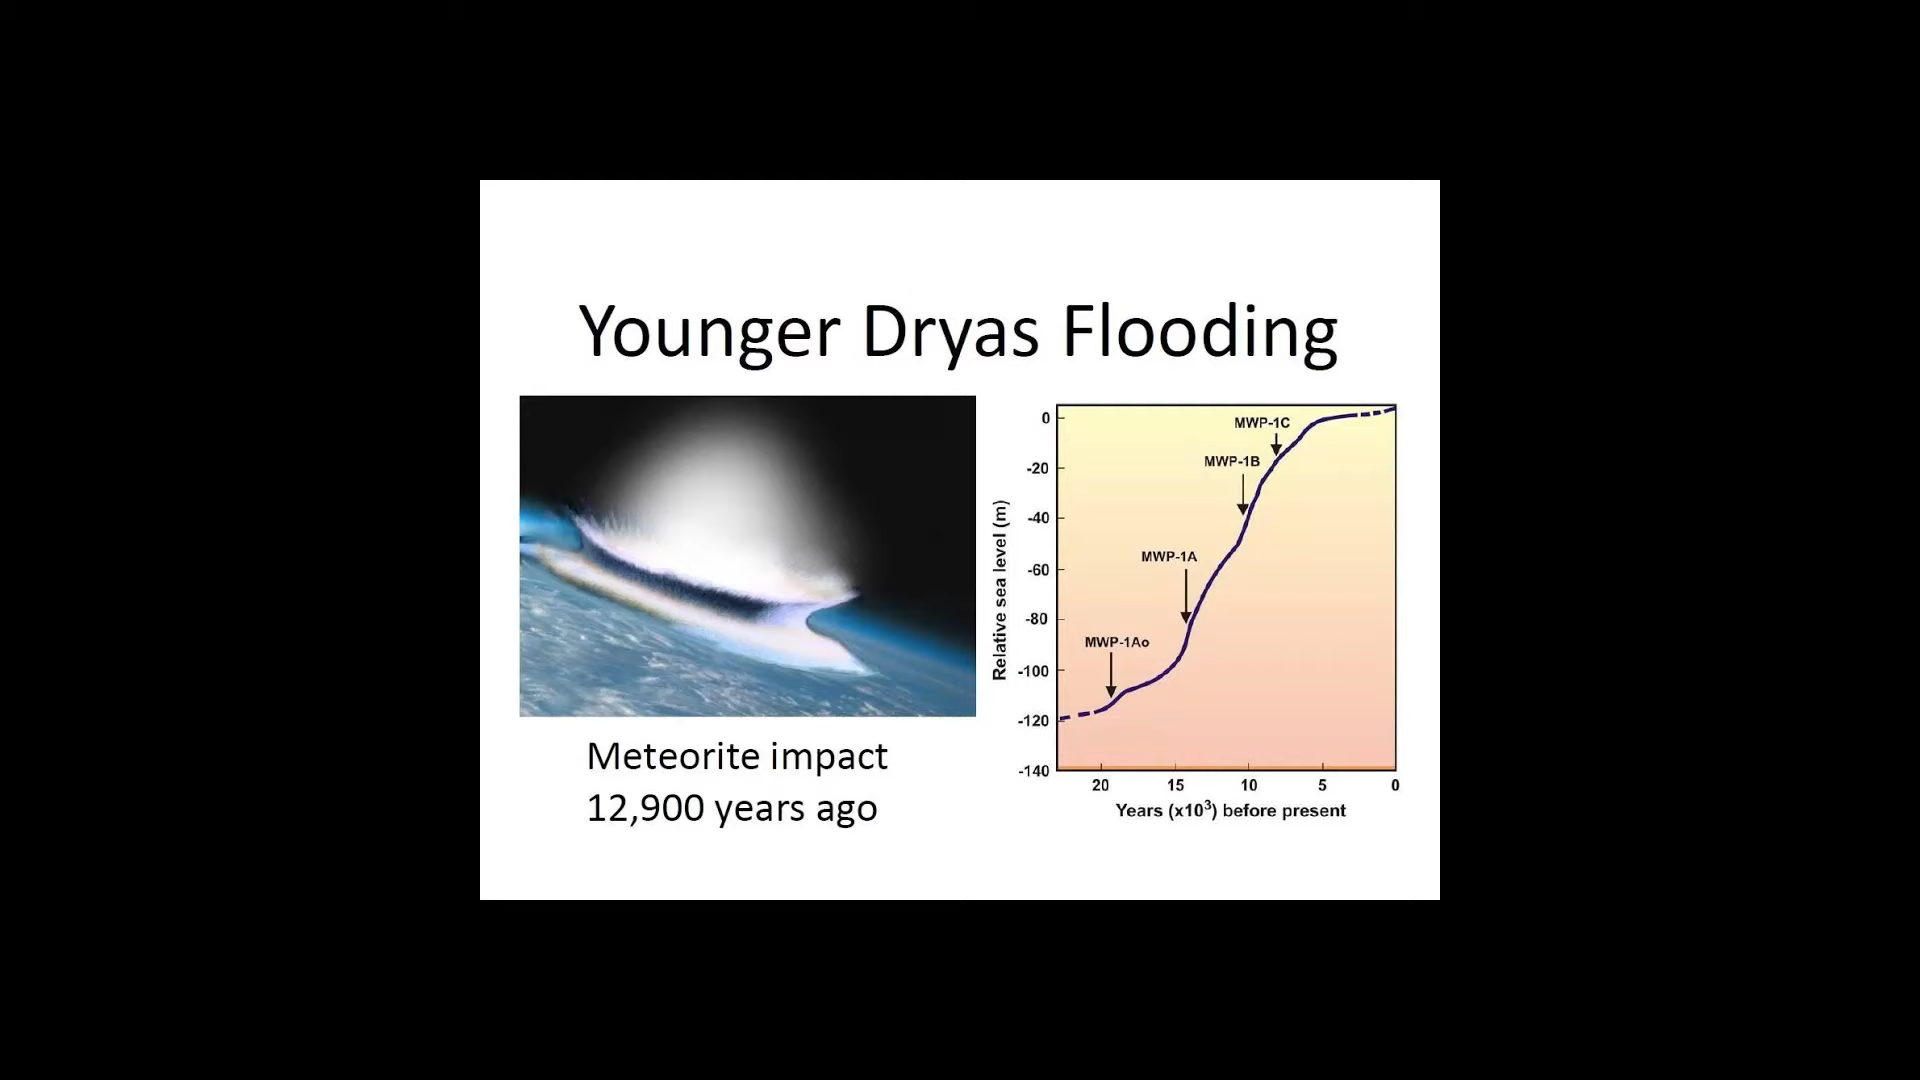 Younger Dryas Flooding
Meteorite impact
12,900 years ago
Relative sea level (m)
0
-20
-40
-60
-80
-100
-120
-140
MWP-1C
MWP-1B
MWP-1A
MWP-1Ao
20 15 10 5 0
Years (x10³) before present